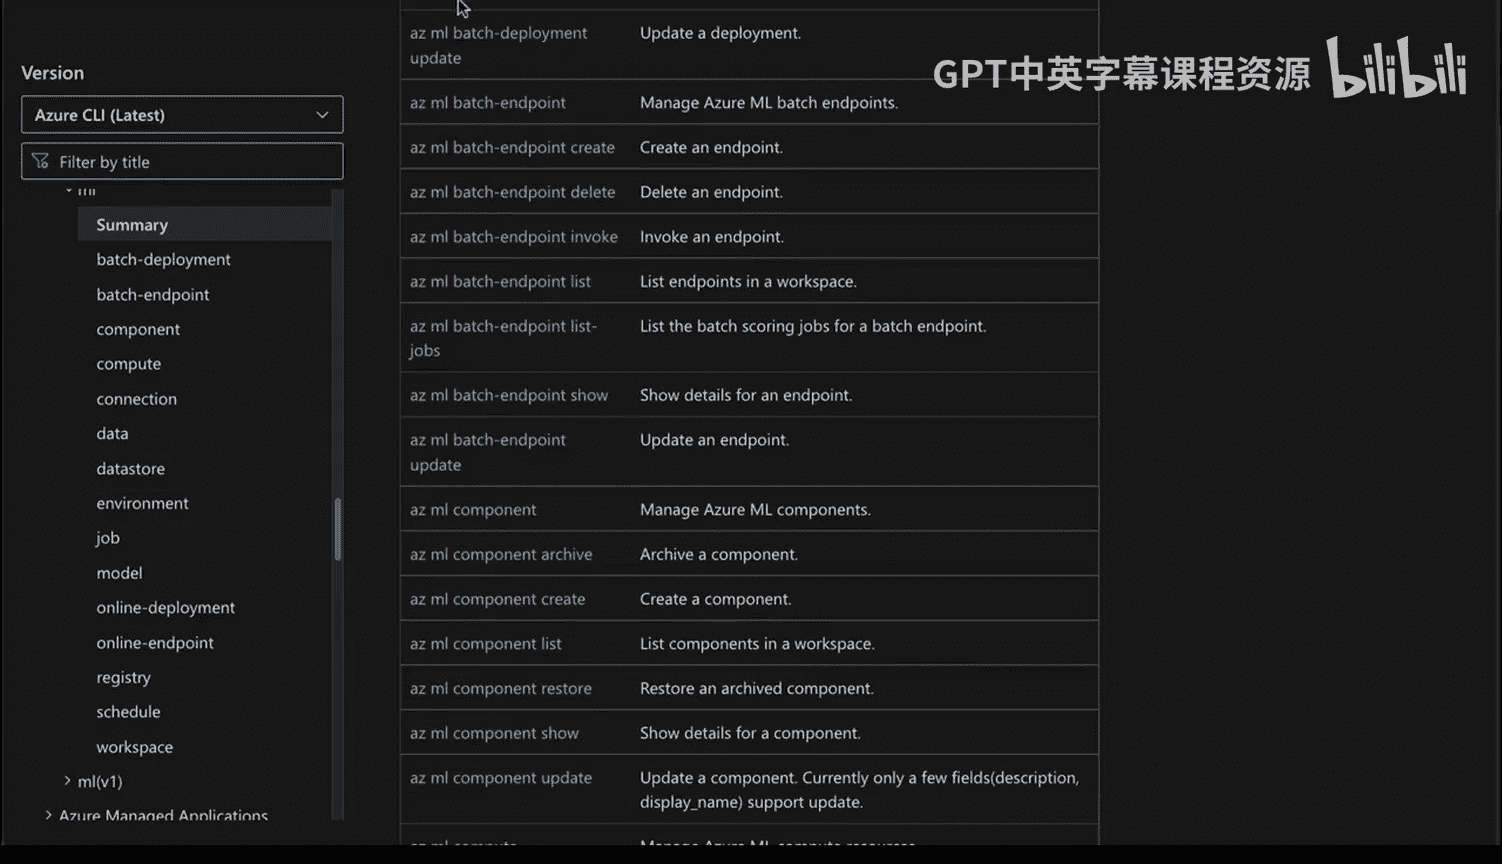 Version
Azure CLI (Latest)
Filter by title
ml
Summary
batch-deployment
batch-endpoint
component
compute
connection
data
datastore
environment
job
model
online-deployment
online-endpoint
registry
schedule
workspace
ml(v1)
Azure Managed Applications
az ml batch-deployment
update
Update a deployment.
az ml batch-endpoint
Manage Azure ML batch endpoints.
az ml batch-endpoint create
Create an endpoint.
az ml batch-endpoint delete
Delete an endpoint.
az ml batch-endpoint invoke
Invoke an endpoint.
az ml batch-endpoint list
List endpoints in a workspace.
az ml batch-endpoint list-
jobs
List the batch scoring jobs for a batch endpoint.
az ml batch-endpoint show
Show details for an endpoint.
az ml batch-endpoint
update
Update an endpoint.
az ml component
Manage Azure ML components.
az ml component archive
Archive a component.
az ml component create
Create a component.
az ml component list
List components in a workspace.
az ml component restore
Restore an archived component.
az ml component show
Show details for a component.
az ml component update
Update a component. Currently only a few fields(description,
display_name) support update.
az ml compute
Manage Azure ML compute resources.
GPT中英字幕课程资源
bilibili